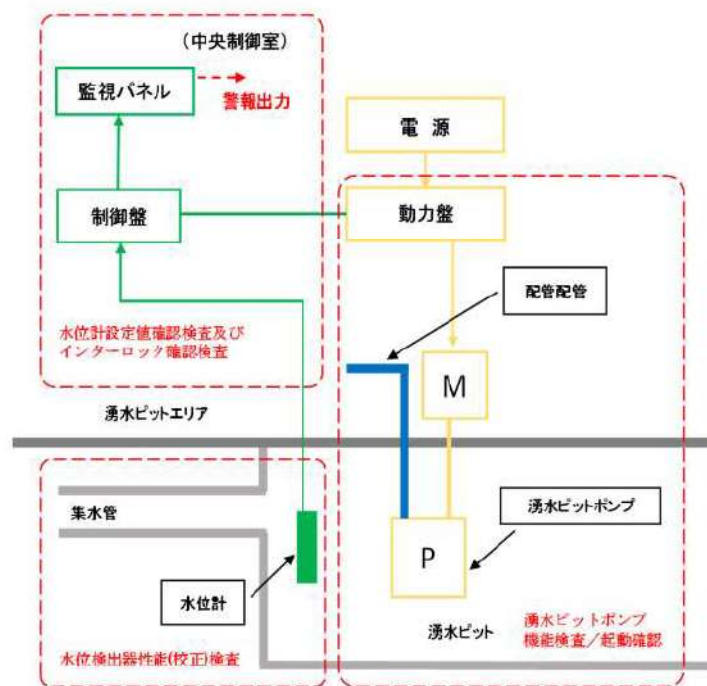 (中央制御室)
監視パネル
警報出力
電 源
制御盤
動力盤
配管配管
水位計設定値確認検査及び
インターロック確認検査
M
湧水ピットエリア
集水管
湧水ピットポンプ
P
水位計
湧水ピット
湧水ピットポンプ
機能検査/起動確認
水位検出器性能(校正)検査